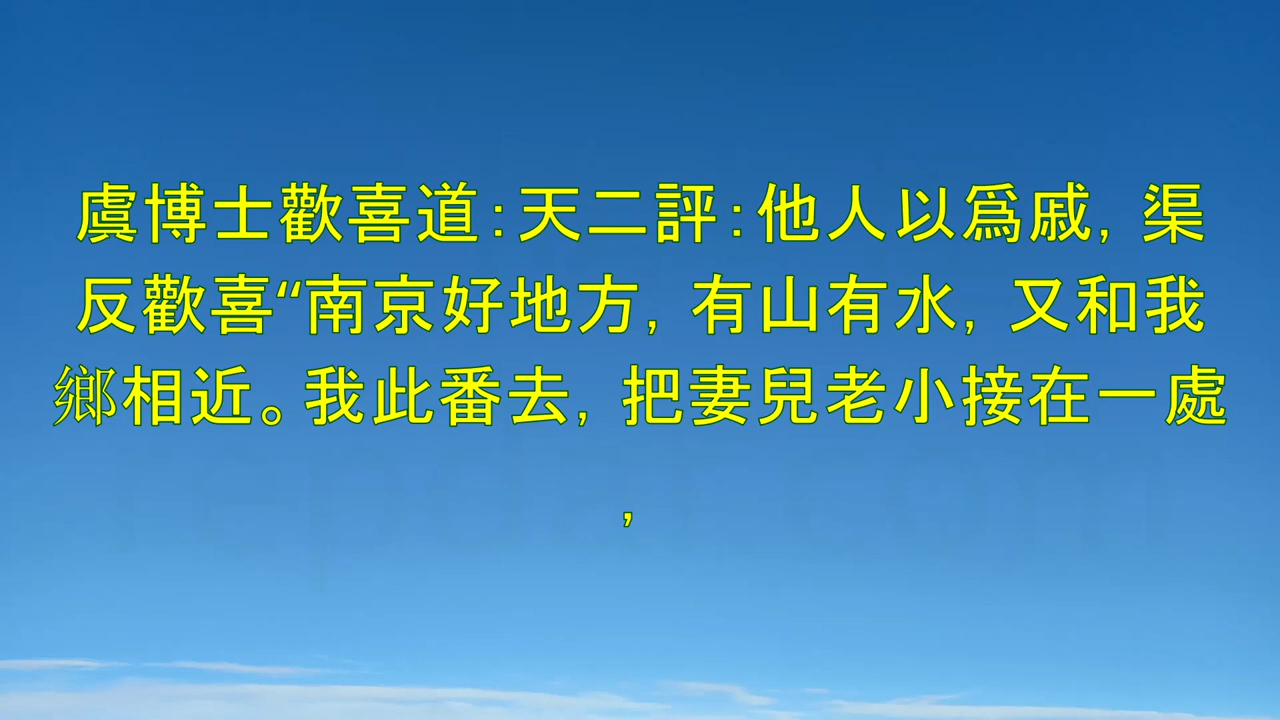 虞博士歡喜道：天二評：他人以爲戚，渠
反歡喜“南京好地方，有山有水，又和我
鄉相近。我此番去，把妻兒老小接在一處
，